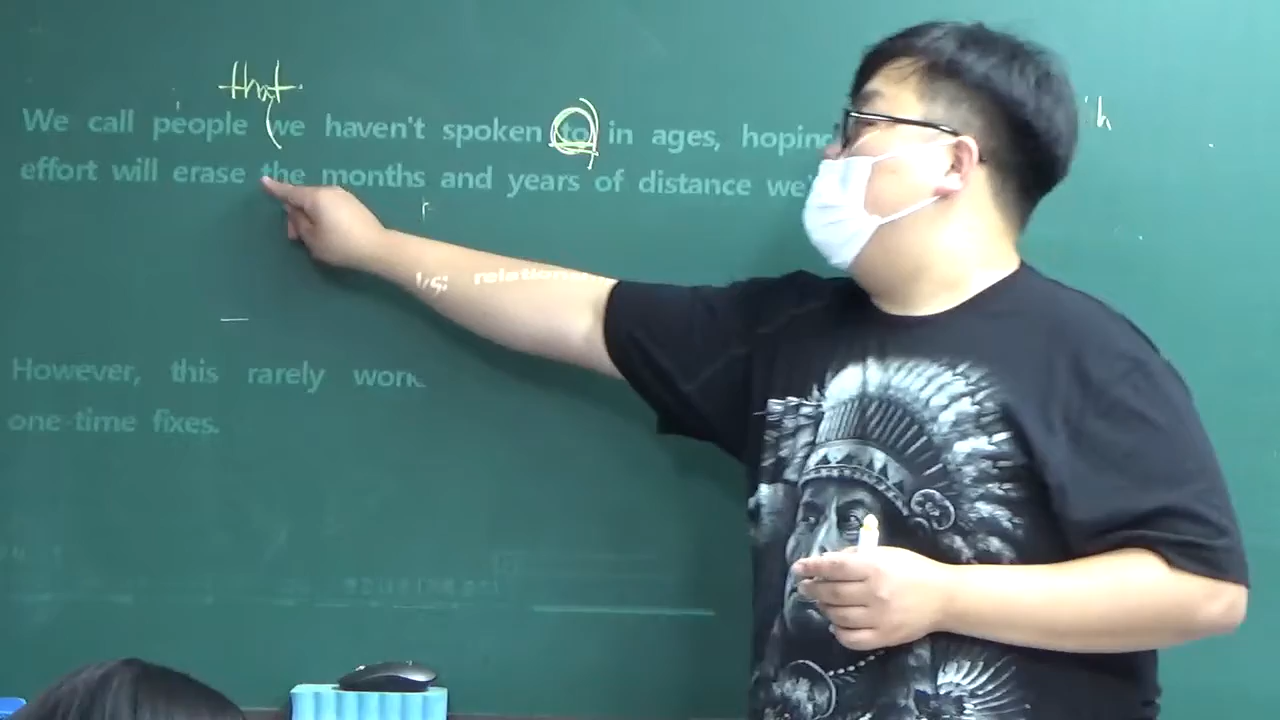 that
We call people (we haven't spoken to in ages, hoping
effort will erase the months and years of distance we'
However, this rarely work
one-time fixes.